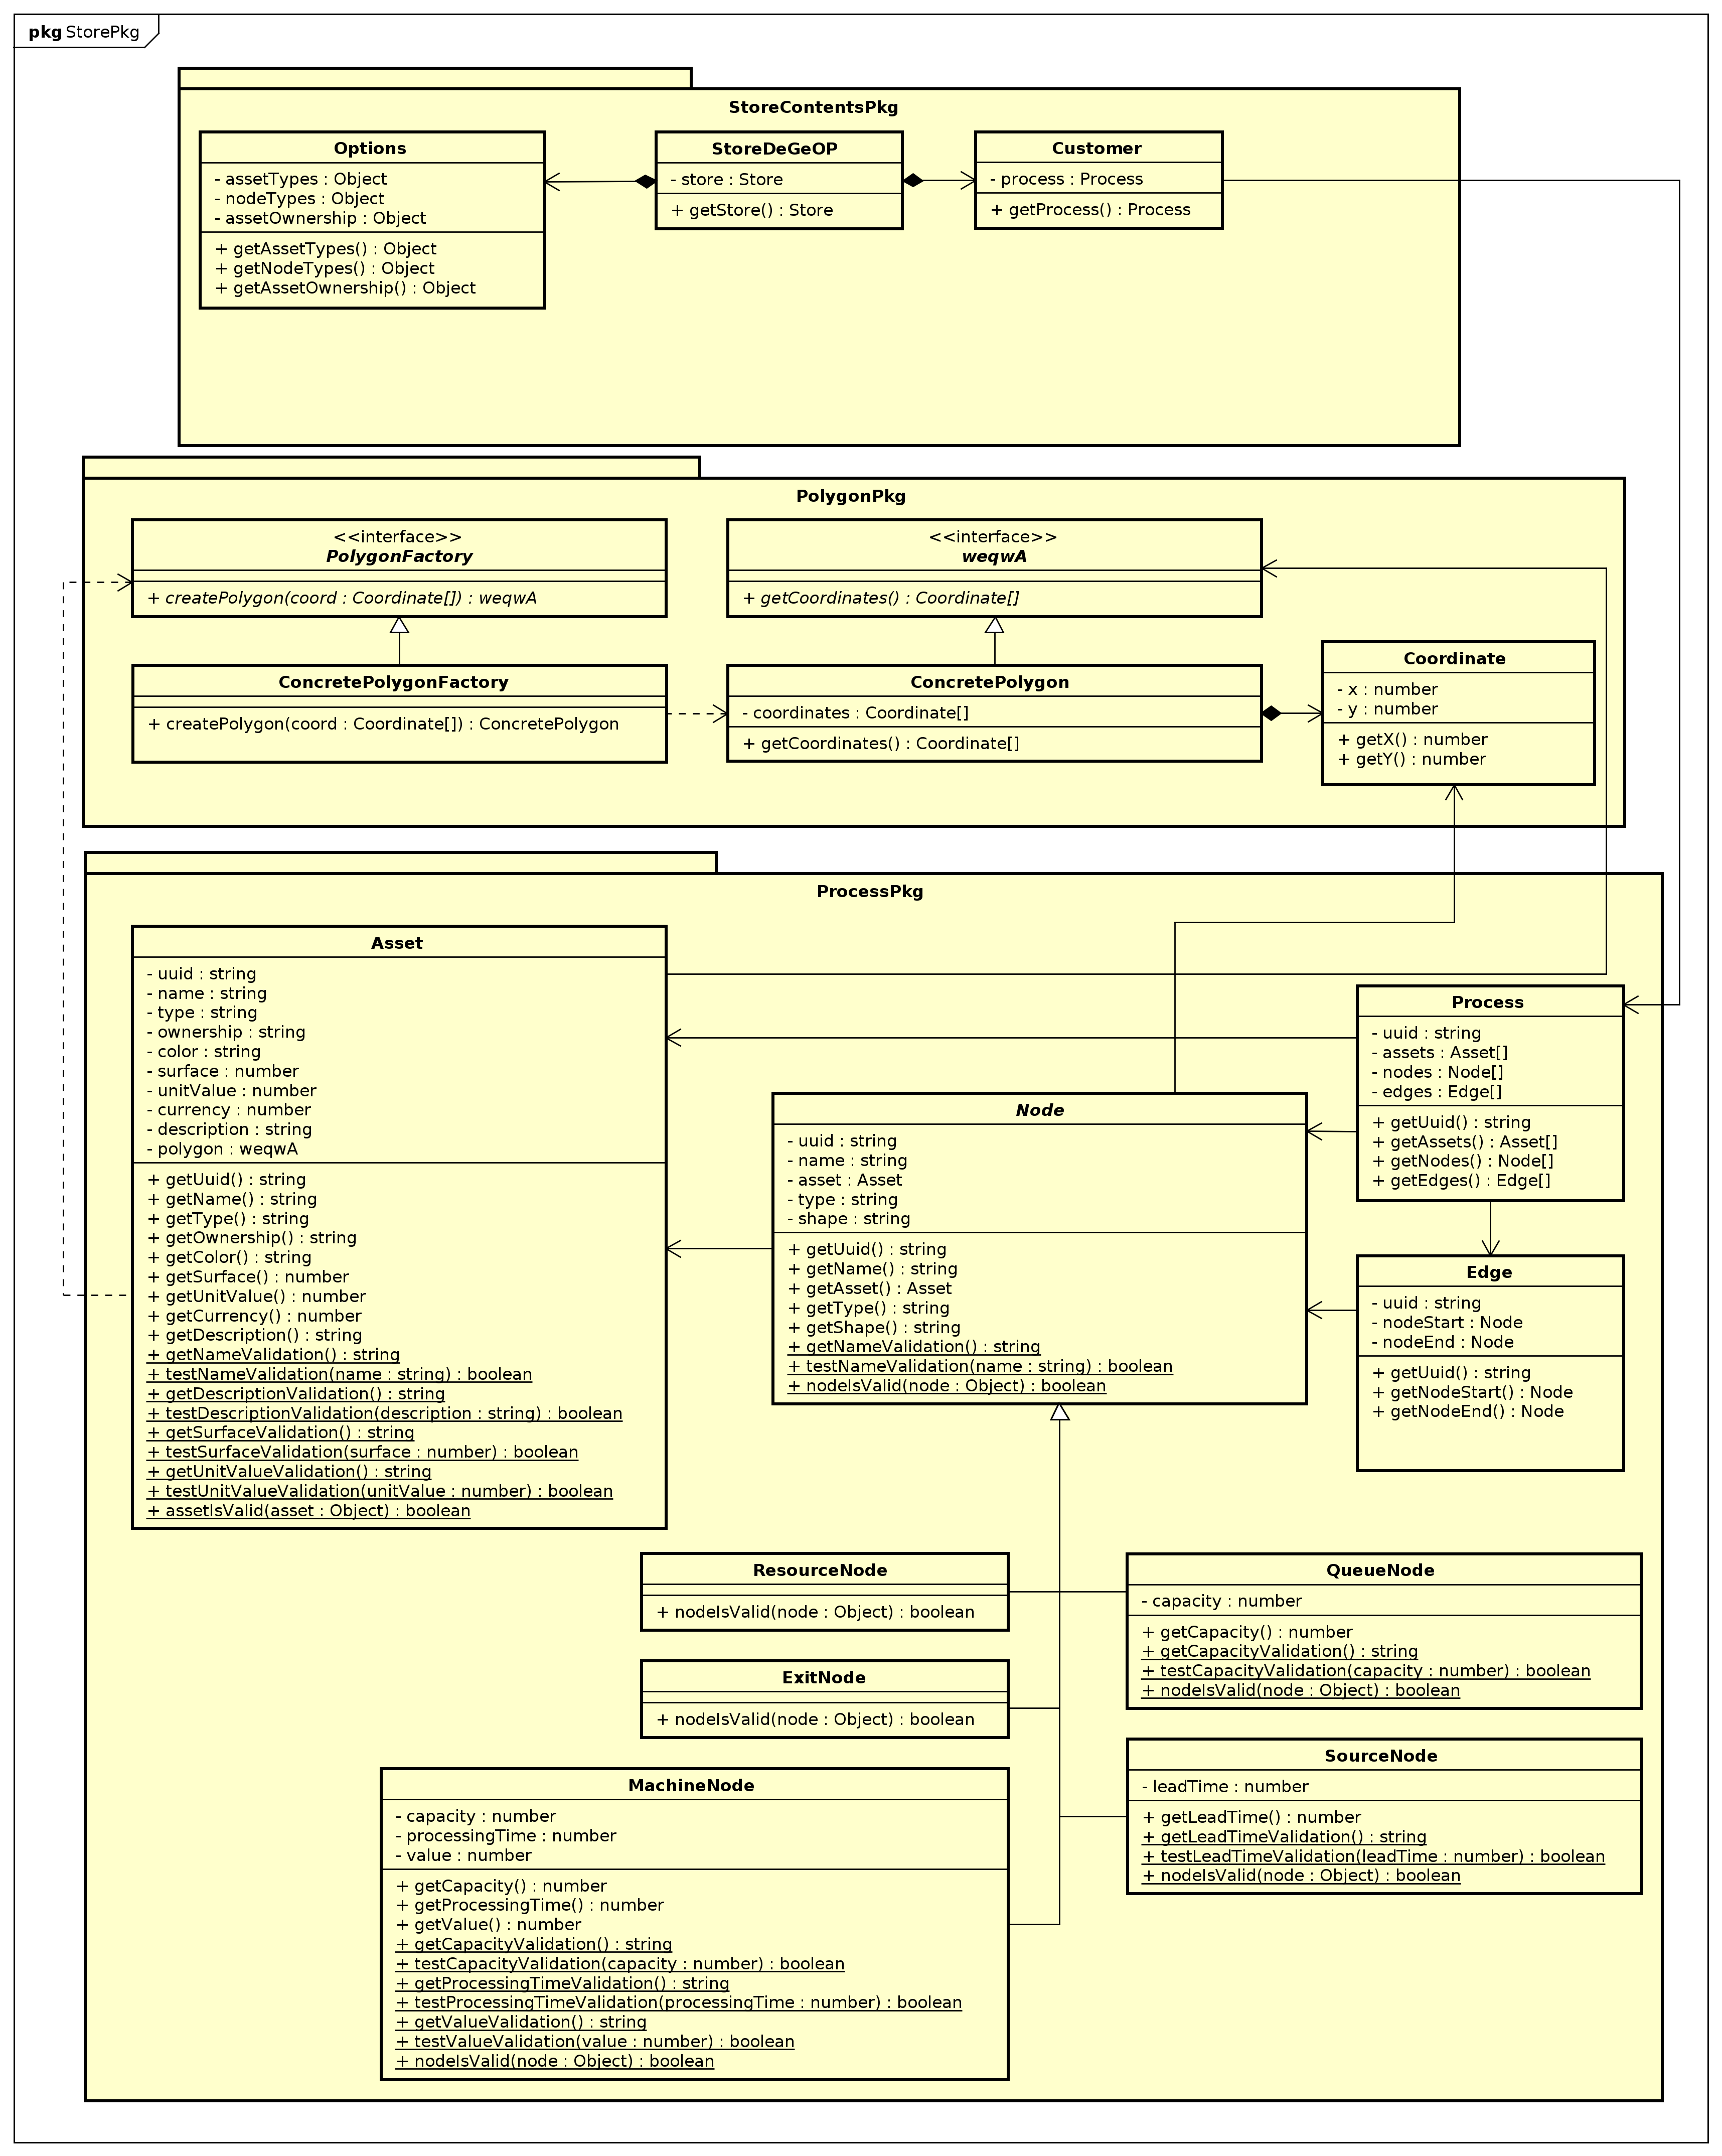 pkg StorePkg
StoreContentsPkg
Options
- assetTypes : Object
- nodeTypes : Object
- assetOwnership : Object
+ getAssetTypes() : Object
+ getNodeTypes() : Object
+ getAssetOwnership() : Object
StoreDeGeOP
- store : Store
+ getStore() : Store
Customer
- process : Process
+ getProcess() : Process
PolygonPkg
<<interface>>
PolygonFactory
+ createPolygon(coord : Coordinate[]) : weqwA
<<interface>>
weqwA
+ getCoordinates() : Coordinate[]
ConcretePolygonFactory
+ createPolygon(coord : Coordinate[]) : ConcretePolygon
ConcretePolygon
- coordinates : Coordinate[]
+ getCoordinates() : Coordinate[]
Coordinate
- x : number
- y : number
+ getX() : number
+ getY() : number
ProcessPkg
Asset
- uuid : string
- name : string
- type : string
- ownership : string
- color : string
- surface : number
- unitValue : number
- currency : number
- description : string
- polygon : weqwA
+ getUuid() : string
+ getName() : string
+ getType() : string
+ getOwnership() : string
+ getColor() : string
+ getSurface() : number
+ getUnitValue() : number
+ getCurrency() : number
+ getDescription() : string
+ getNameValidation() : string
+ testNameValidation(name : string) : boolean
+ getDescriptionValidation() : string
+ testDescriptionValidation(description : string) : boolean
+ getSurfaceValidation() : string
+ testSurfaceValidation(surface : number) : boolean
+ getUnitValueValidation() : string
+ testUnitValueValidation(unitValue : number) : boolean
+ assetIsValid(asset : Object) : boolean
Process
- uuid : string
- assets : Asset[]
- nodes : Node[]
- edges : Edge[]
+ getUuid() : string
+ getAssets() : Asset[]
+ getNodes() : Node[]
+ getEdges() : Edge[]
Node
- uuid : string
- name : string
- asset : Asset
- type : string
- shape : string
+ getUuid() : string
+ getName() : string
+ getAsset() : Asset
+ getType() : string
+ getShape() : string
+ getNameValidation() : string
+ testNameValidation(name : string) : boolean
+ nodeIsValid(node : Object) : boolean
Edge
- uuid : string
- nodeStart : Node
- nodeEnd : Node
+ getUuid() : string
+ getNodeStart() : Node
+ getNodeEnd() : Node
ResourceNode
+ nodeIsValid(node : Object) : boolean
QueueNode
- capacity : number
+ getCapacity() : number
+ getCapacityValidation() : string
+ testCapacityValidation(capacity : number) : boolean
+ nodeIsValid(node : Object) : boolean
ExitNode
+ nodeIsValid(node : Object) : boolean
SourceNode
- leadTime : number
+ getLeadTime() : number
+ getLeadTimeValidation() : string
+ testLeadTimeValidation(leadTime : number) : boolean
+ nodeIsValid(node : Object) : boolean
MachineNode
- capacity : number
- processingTime : number
- value : number
+ getCapacity() : number
+ getProcessingTime() : number
+ getValue() : number
+ getCapacityValidation() : string
+ testCapacityValidation(capacity : number) : boolean
+ getProcessingTimeValidation() : string
+ testProcessingTimeValidation(processingTime : number) : boolean
+ getValueValidation() : string
+ testValueValidation(value : number) : boolean
+ nodeIsValid(node : Object) : boolean